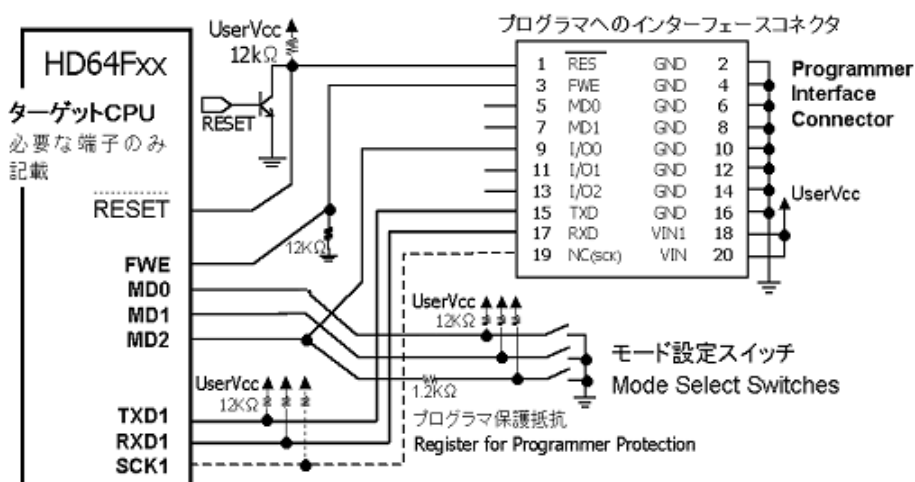 プログラマへのインターフェースコネクタ
UserVcc
12kΩ
HD64Fxx
ターゲットCPU
必要な端子のみ
記載
RESET
RESET
12KΩ
FWE
MD0
MD1
MD2
TXD1
RXD1
SCK1
1 RES GND 2
3 FWE GND 4
5 MD0 GND 6
7 MD1 GND 8
9 I/O0 GND 10
11 I/O1 GND 12
13 I/O2 GND 14
15 TXD GND 16
17 RXD VIN1 18
19 NC(SCK) VIN 20
Programmer
Interface
Connector
UserVcc
UserVcc
12KΩ
モード設定スイッチ
Mode Select Switches
UserVcc
12KΩ
1.2KΩ
プログラマ保護抵抗
Register for Programmer Protection